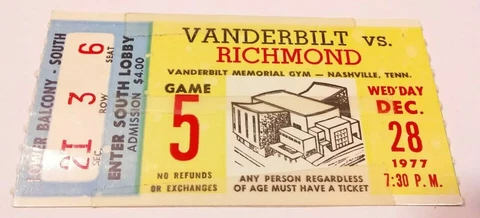 LOWER BALCONY - SOUTH
2I 3 6
SEC. ROW SEAT
ENTER SOUTH LOBBY
ADMISSION $4.00
VANDERBILT vs.
RICHMOND
VANDERBILT MEMORIAL GYM — NASHVILLE, TENN.
GAME
5
NO REFUNDS
OR EXCHANGES
WED'DAY
DEC.
28
1977
7:30 P.M.
ANY PERSON REGARDLESS
OF AGE MUST HAVE A TICKET